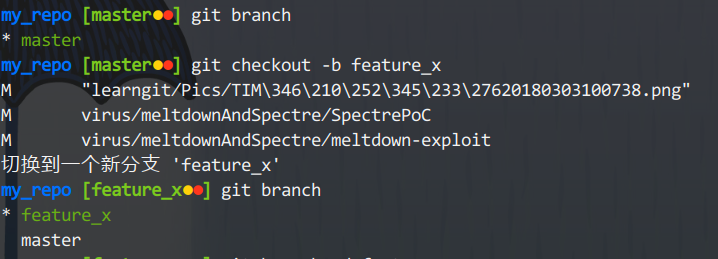 my_repo [master●●] git branch
* master
my_repo [master●●] git checkout -b feature_x
M       "learngit/Pics/TIM\346\210\252\345\233\27620180303100738.png"
M       virus/meltdownAndSpectre/SpectrePoC
M       virus/meltdownAndSpectre/meltdown-exploit
切换到一个新分支 'feature_x'
my_repo [feature_x●●] git branch
* feature_x
  master